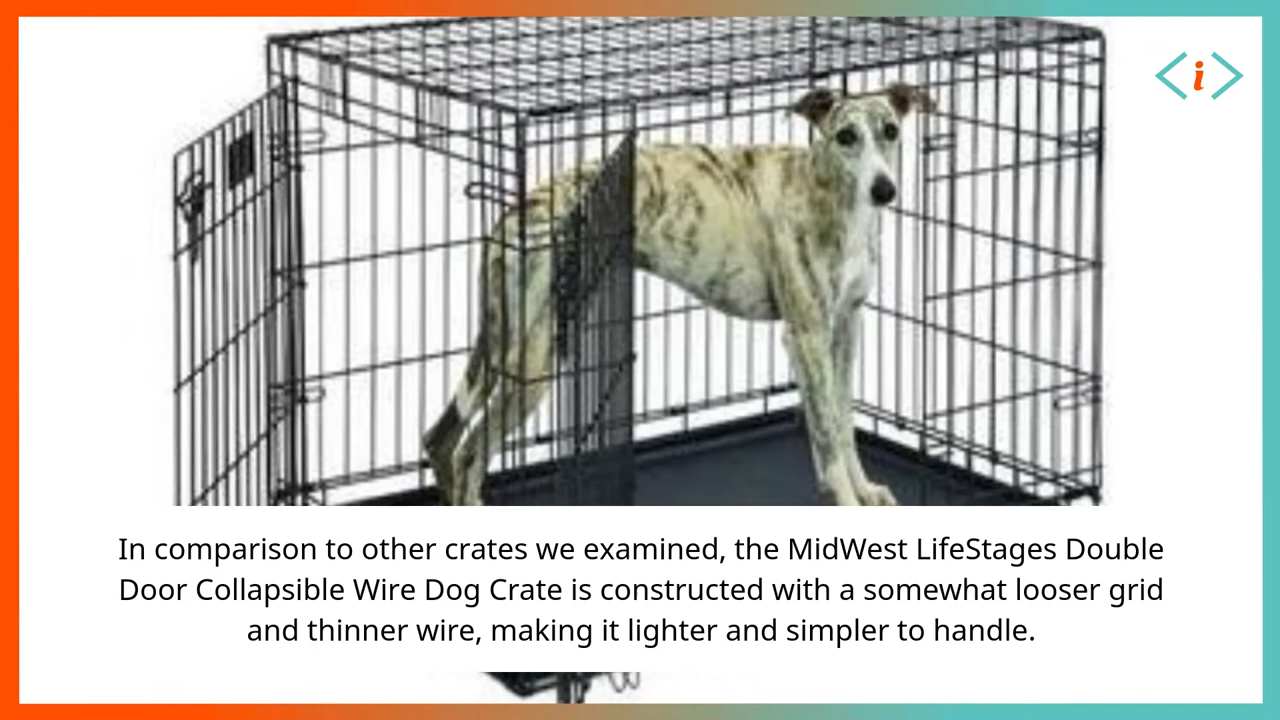 <i>
In comparison to other crates we examined, the MidWest LifeStages Double
Door Collapsible Wire Dog Crate is constructed with a somewhat looser grid
and thinner wire, making it lighter and simpler to handle.